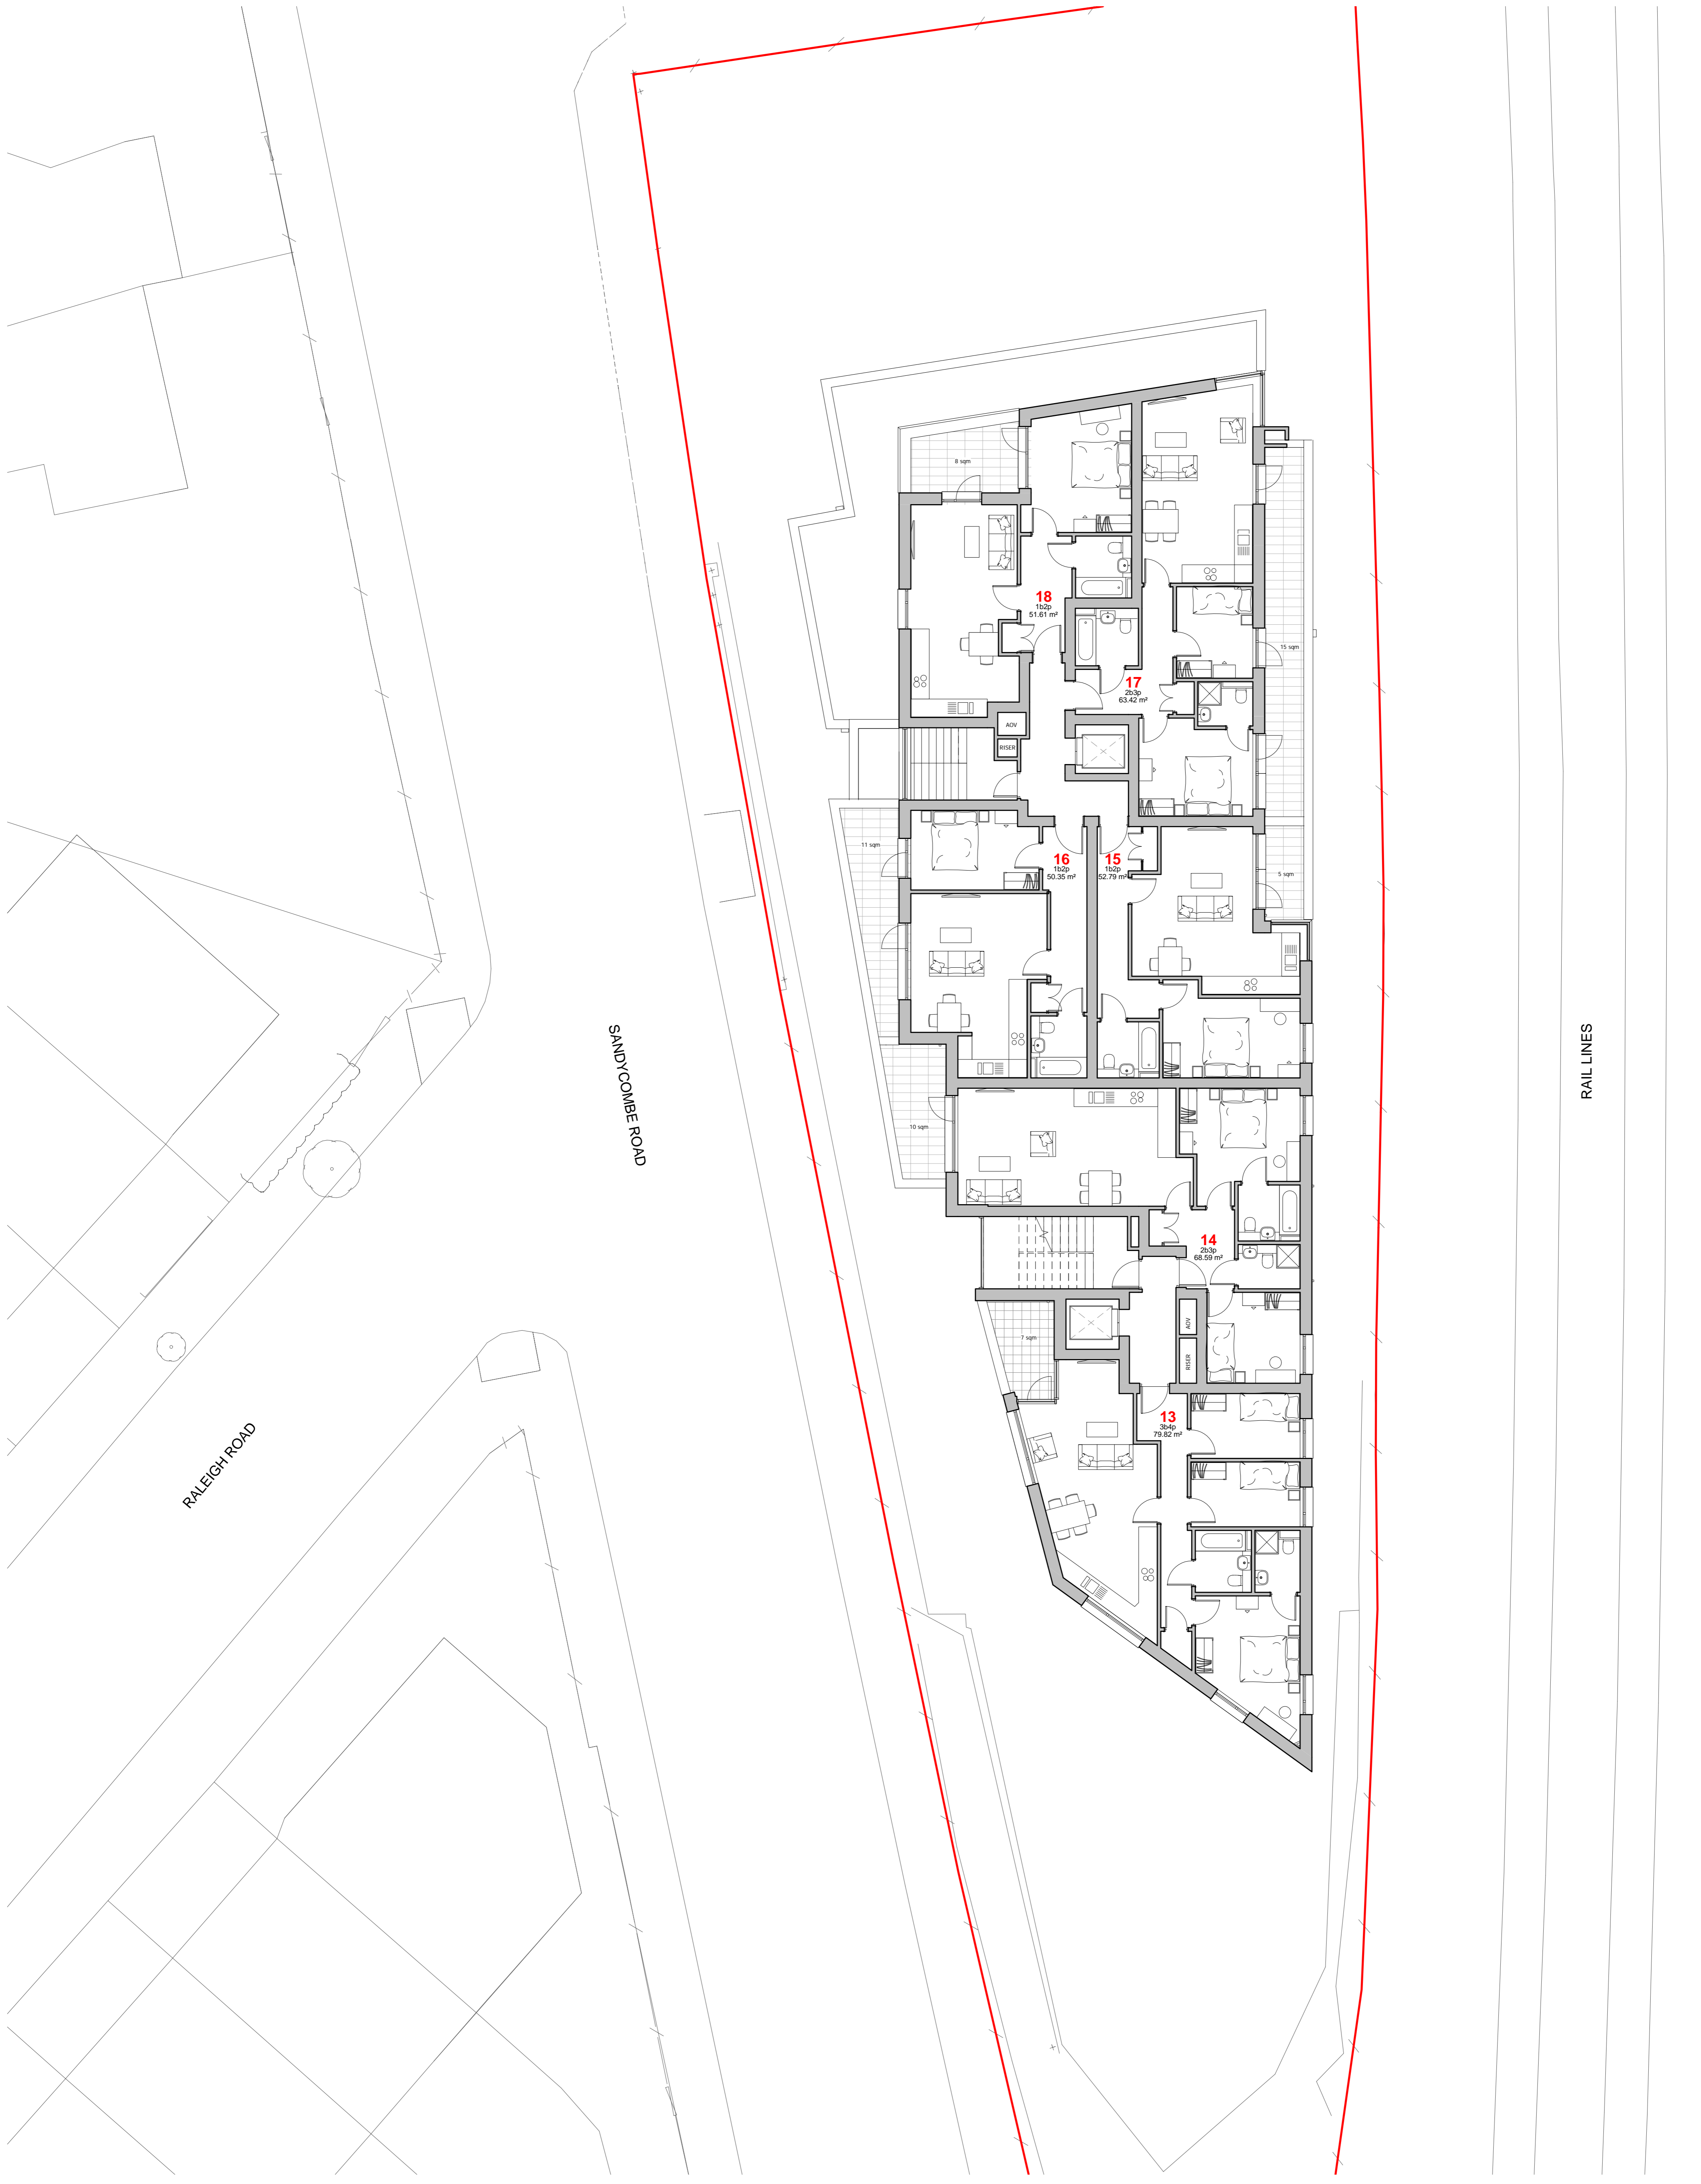 8 sqm
18
1b2p
51.61 m²
15 sqm
17
2b3p
63.42 m²
AOV
RISER
11 sqm
16
1b2p
50.35 m²
15
1b2p
52.79 m²
5 sqm
SANDYCOMBE ROAD
RAIL LINES
10 sqm
14
2b3p
68.59 m²
7 sqm
AOV
RISER
13
3b4p
79.82 m²
RALEIGH ROAD